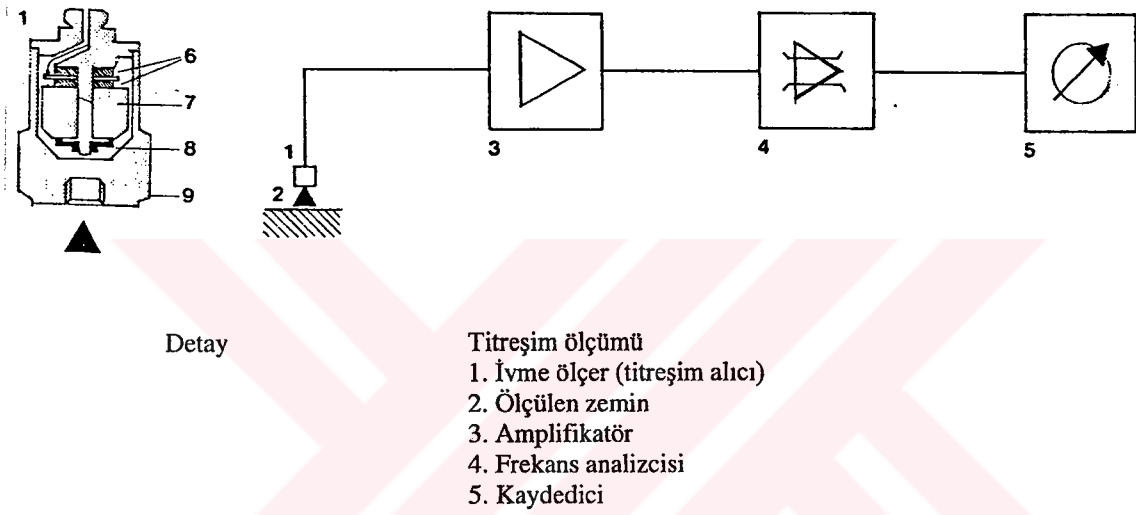 1
6
7
8
9
1
2
3
4
5
Detay
Titreşim ölçümü
1. İvme ölçer (titreşim alıcı)
2. Ölçülen zemin
3. Amplifikatör
4. Frekans analizcisi
5. Kaydedici